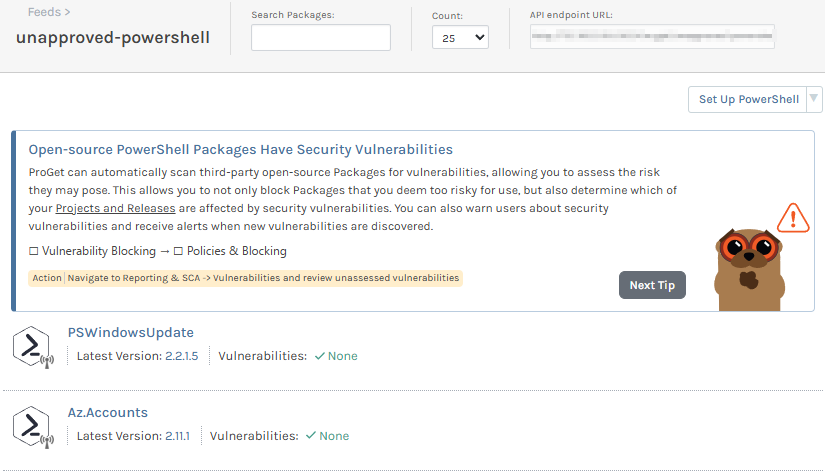 Feeds >
unapproved-powershell
Search Packages:
Count:
25
API endpoint URL:
Set Up PowerShell
Open-source PowerShell Packages Have Security Vulnerabilities
ProGet can automatically scan third-party open-source Packages for vulnerabilities, allowing you to assess the risk
they may pose. This allows you to not only block Packages that you deem too risky for use, but also determine which of
your Projects and Releases are affected by security vulnerabilities. You can also warn users about security
vulnerabilities and receive alerts when new vulnerabilities are discovered.
☐ Vulnerability Blocking → ☐ Policies & Blocking
Action Navigate to Reporting & SCA -> Vulnerabilities and review unassessed vulnerabilities
Next Tip
PSWindowsUpdate
Latest Version: 2.2.1.5 Vulnerabilities: ✓ None
Az.Accounts
Latest Version: 2.11.1 Vulnerabilities: ✓ None